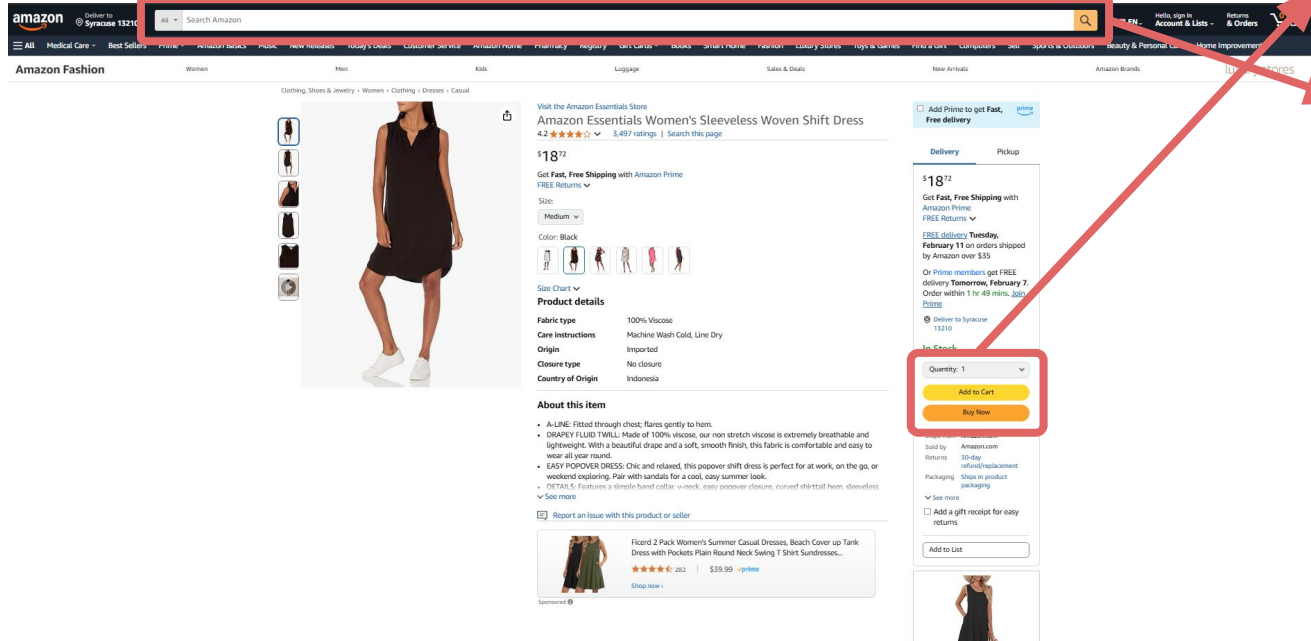 amazon
Deliver to
Syracuse 13210
All
Search Amazon
EN
Hello, sign in
Account & Lists
Returns
& Orders
All
Medical Care
Best Sellers
Prime
Amazon Basics
Music
New Releases
Today's Deals
Customer Service
Amazon Home
Pharmacy
Registry
Gift Cards
Books
Smart Home
Fashion
Luxury Stores
Toys & Games
Find a Gift
Computers
Sell
Sports & Outdoors
Beauty & Personal
Home Improvement
Amazon Fashion
Women
Men
Kids
Luggage
Sales & Deals
New Arrivals
Amazon Brands
Clothing, Shoes & Jewelry › Women › Clothing › Dresses › Casual
Visit the Amazon Essentials Store
Amazon Essentials Women's Sleeveless Woven Shift Dress
4.2 3,497 ratings | Search this page
$18 72
Get Fast, Free Shipping with Amazon Prime
FREE Returns
Size:
Medium
Color: Black
Size Chart
Product details
Fabric type 100% Viscose
Care instructions Machine Wash Cold, Line Dry
Origin Imported
Closure type No closure
Country of Origin Indonesia
About this item
• A-LINE: Fitted through chest; flares gently to hem.
• DRAPEY FLUID TWILL: Made of 100% viscose, our non stretch viscose is extremely breathable and
lightweight. With a beautiful drape and a soft, smooth finish, this fabric is comfortable and easy to
wear all year round.
• EASY POPOVER DRESS: Chic and relaxed, this popover shift dress is perfect for at work, on the go, or
weekend exploring. Pair with sandals for a cool, easy summer look.
• DETAILS: Features a simple band collar, v-neck, easy popover closure, curved shirttail hem, sleeveless
See more
Report an issue with this product or seller
Ficerd 2 Pack Women's Summer Casual Dresses, Beach Cover up Tank
Dress with Pockets Plain Round Neck Swing T Shirt Sundresses...
282 | $39.99 prime
Shop now ›
Sponsored
Add Prime to get Fast,
Free delivery
prime
Delivery
Pickup
$18 72
Get Fast, Free Shipping with
Amazon Prime
FREE Returns
FREE delivery Tuesday,
February 11 on orders shipped
by Amazon over $35
Or Prime members get FREE
delivery Tomorrow, February 7.
Order within 1 hr 49 mins. Join
Prime
Deliver to Syracuse
13210
In Stock
Quantity: 1
Add to Cart
Buy Now
Sold by Amazon.com
Returns 30-day
refund/replacement
Packaging Ships in product
packaging
See more
Add a gift receipt for easy
returns
Add to List